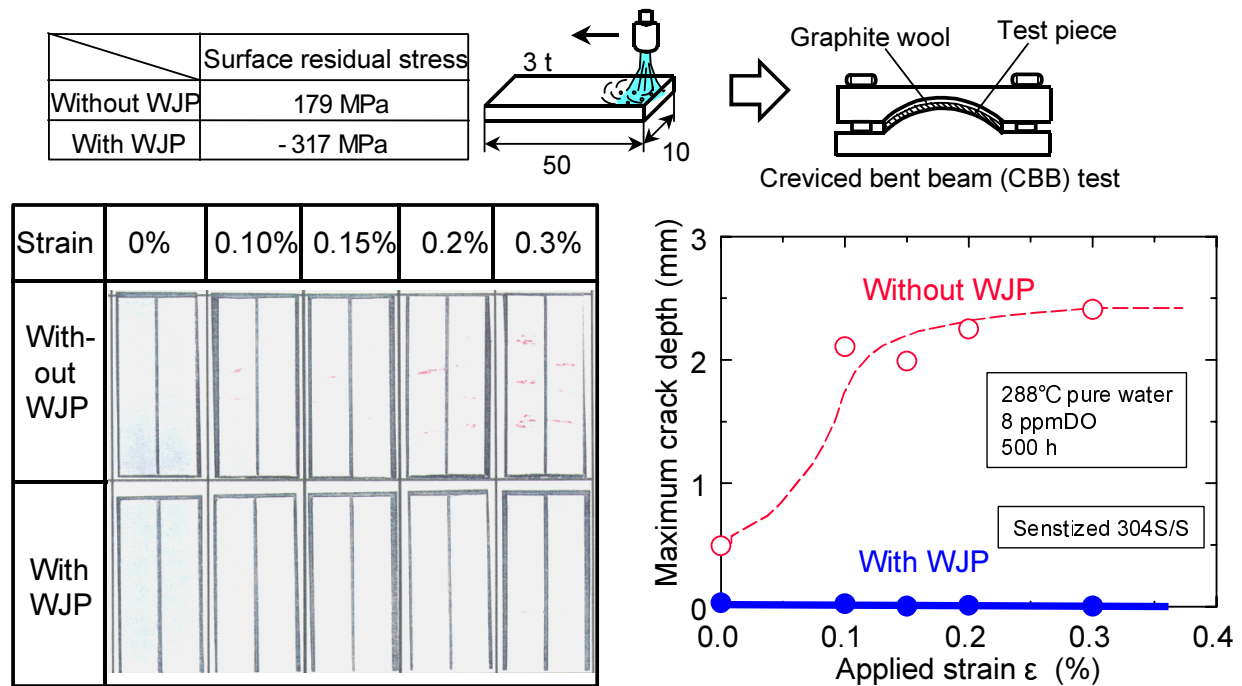 Surface residual stress
Without WJP 179 MPa
With WJP -317 MPa
3 t
50
10
Graphite wool
Test piece
Creviced bent beam (CBB) test
Strain 0% 0.10% 0.15% 0.2% 0.3%
With-
out
WJP
With
WJP
Maximum crack depth (mm)
3
2
1
0
Without WJP
288°C pure water
8 ppmDO
500 h
Senstized 304S/S
With WJP
0.0 0.1 0.2 0.3 0.4
Applied strain ε (%)